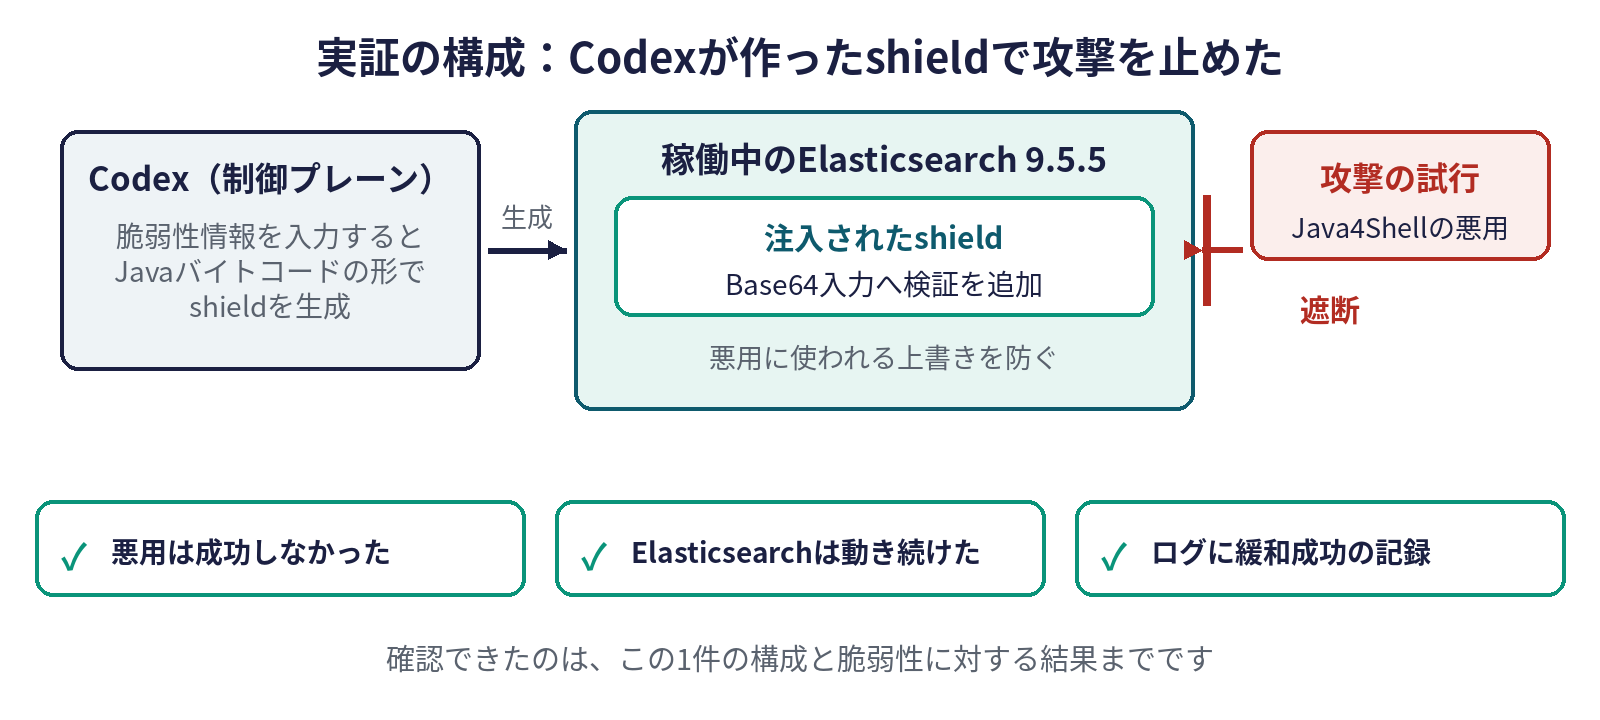 実証の構成：Codexが作ったshieldで攻撃を止めた
Codex（制御プレーン）
脆弱性情報を入力すると
Javaバイトコードの形で
shieldを生成
生成
稼働中のElasticsearch 9.5.5
注入されたshield
Base64入力へ検証を追加
悪用に使われる上書きを防ぐ
攻撃の試行
Java4Shellの悪用
遮断
✓ 悪用は成功しなかった
✓ Elasticsearchは動き続けた
✓ ログに緩和成功の記録
確認できたのは、この1件の構成と脆弱性に対する結果までです